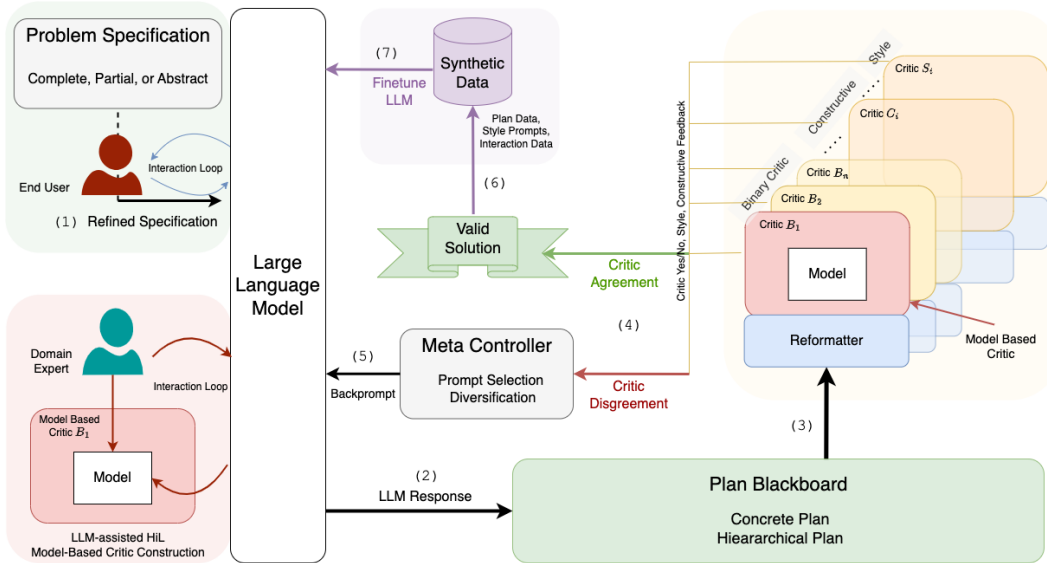 Problem Specification
Complete, Partial, or Abstract
Interaction Loop
End User
(1) Refined Specification
Domain
Expert
Interaction Loop
Model Based
Critic B₁
Model
LLM-assisted HiL
Model-Based Critic Construction
Large
Language
Model
(7)
Finetune
LLM
Synthetic
Data
Plan Data,
Style Prompts,
Interaction Data
(6)
Valid
Solution
Critic
Agreement
(4)
(5)
Backprompt
Meta Controller
Prompt Selection
Diversification
Critic
Disgreement
(2)
LLM Response
Plan Blackboard
Concrete Plan
Hieararchical Plan
(3)
Critic Yes/No, Style, Constructive Feedback
Binary Critic
....
Constructive
......
Style
Critic Sᵢ
Critic Cᵢ
Critic Bₙ
Critic B₂
Critic B₁
Model
Reformatter
Model Based
Critic